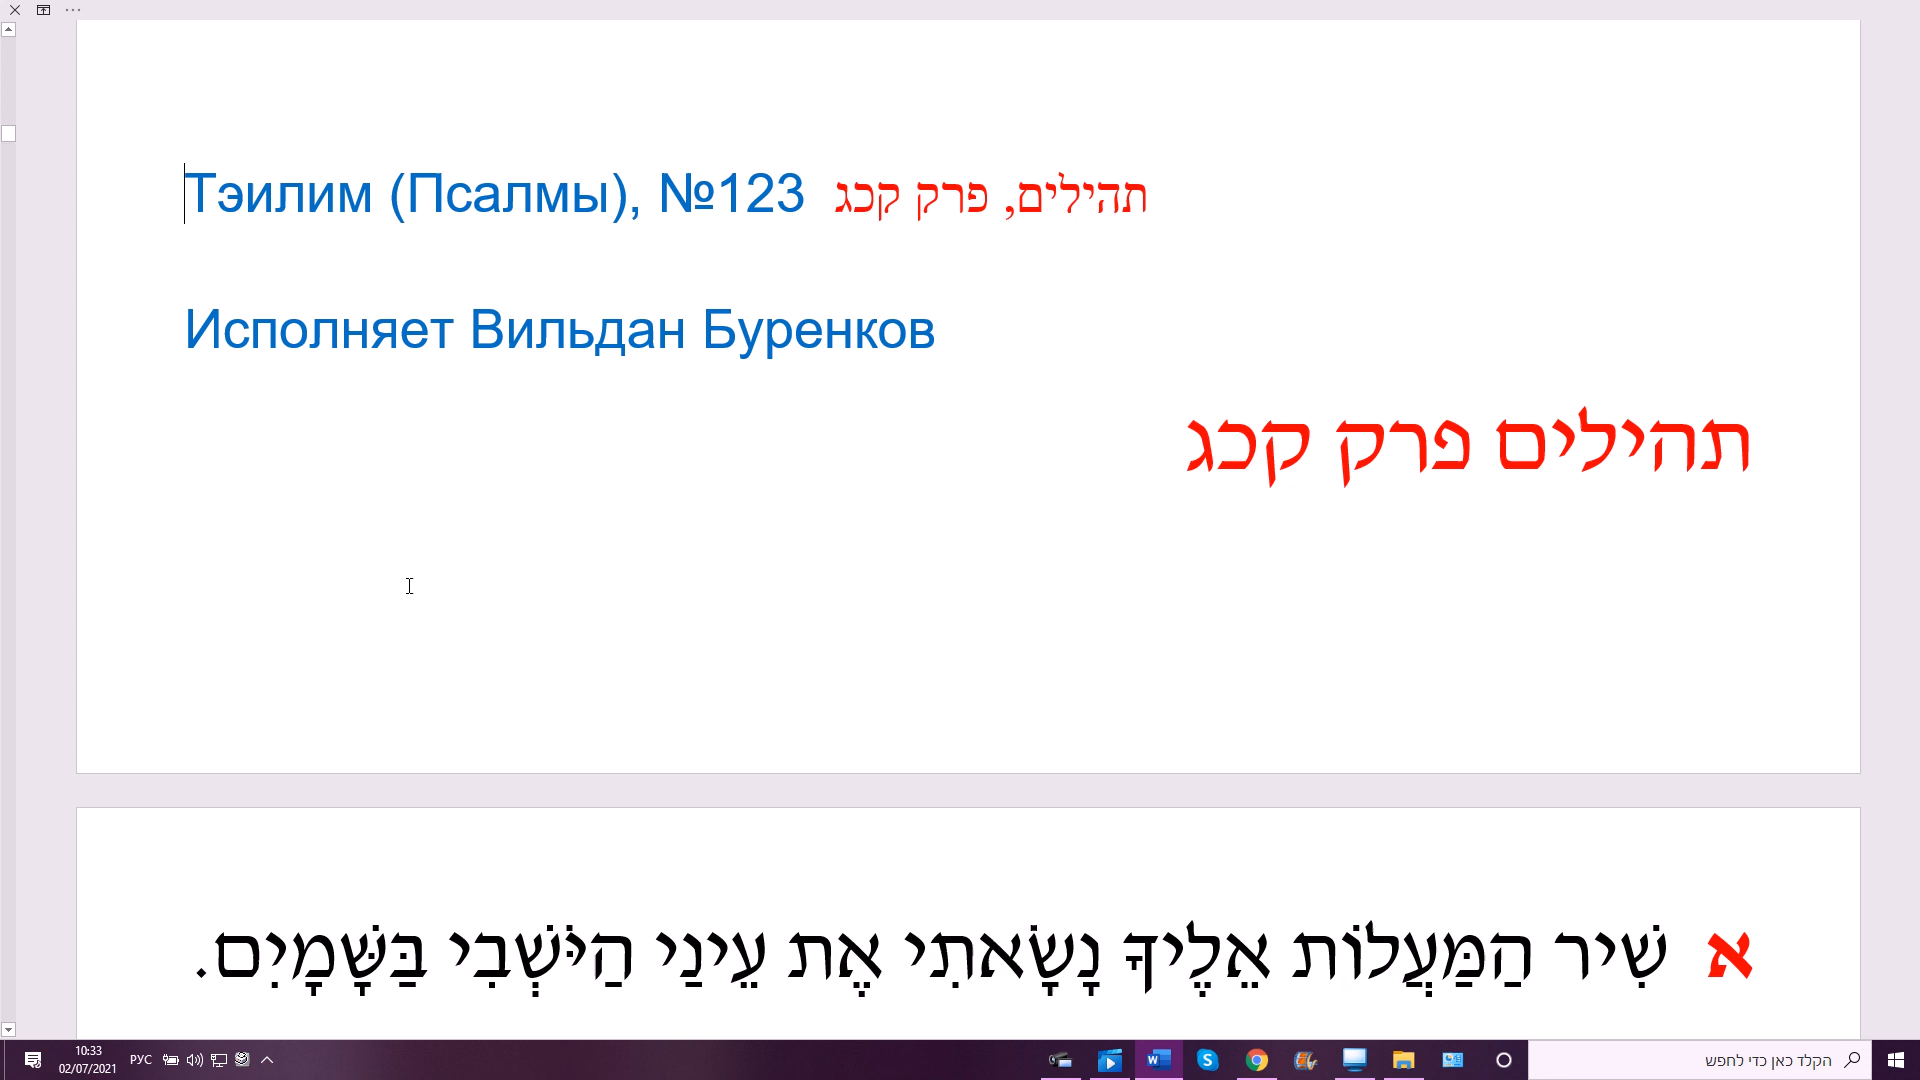 Тэилим (Псалмы), №123 תהילים, פרק קכג
Исполняет Вильдан Буренков
תהילים פרק קכג
א שִׁיר הַמַּעֲלוֹת אֵלֶיךָ נָשָׂאתִי אֶת עֵינַי הַיֹּשְׁבִי בַּשָּׁמָיִם.
10:33
02/07/2021
РУС
הקלד כאן כדי לחפש